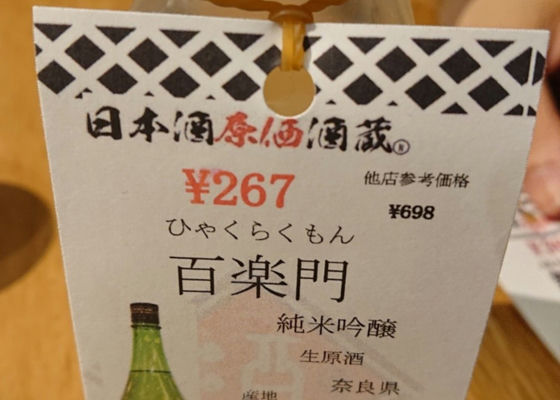 日本酒原価酒蔵®
¥267
他店参考価格
¥698
ひゃくらくもん
百楽門
純米吟醸
生原酒
産地
奈良県